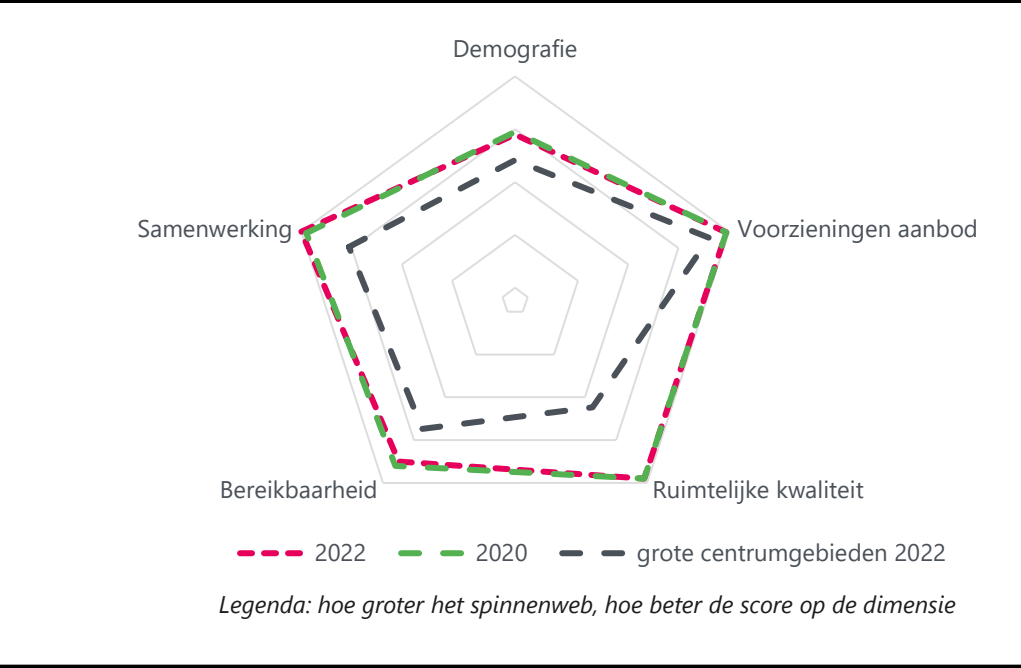 Demografie
Samenwerking
Voorzieningen aanbod
Bereikbaarheid
Ruimtelijke kwaliteit
2022
2020
grote centrumgebieden 2022
Legenda: hoe groter het spinnenweb, hoe beter de score op de dimensie